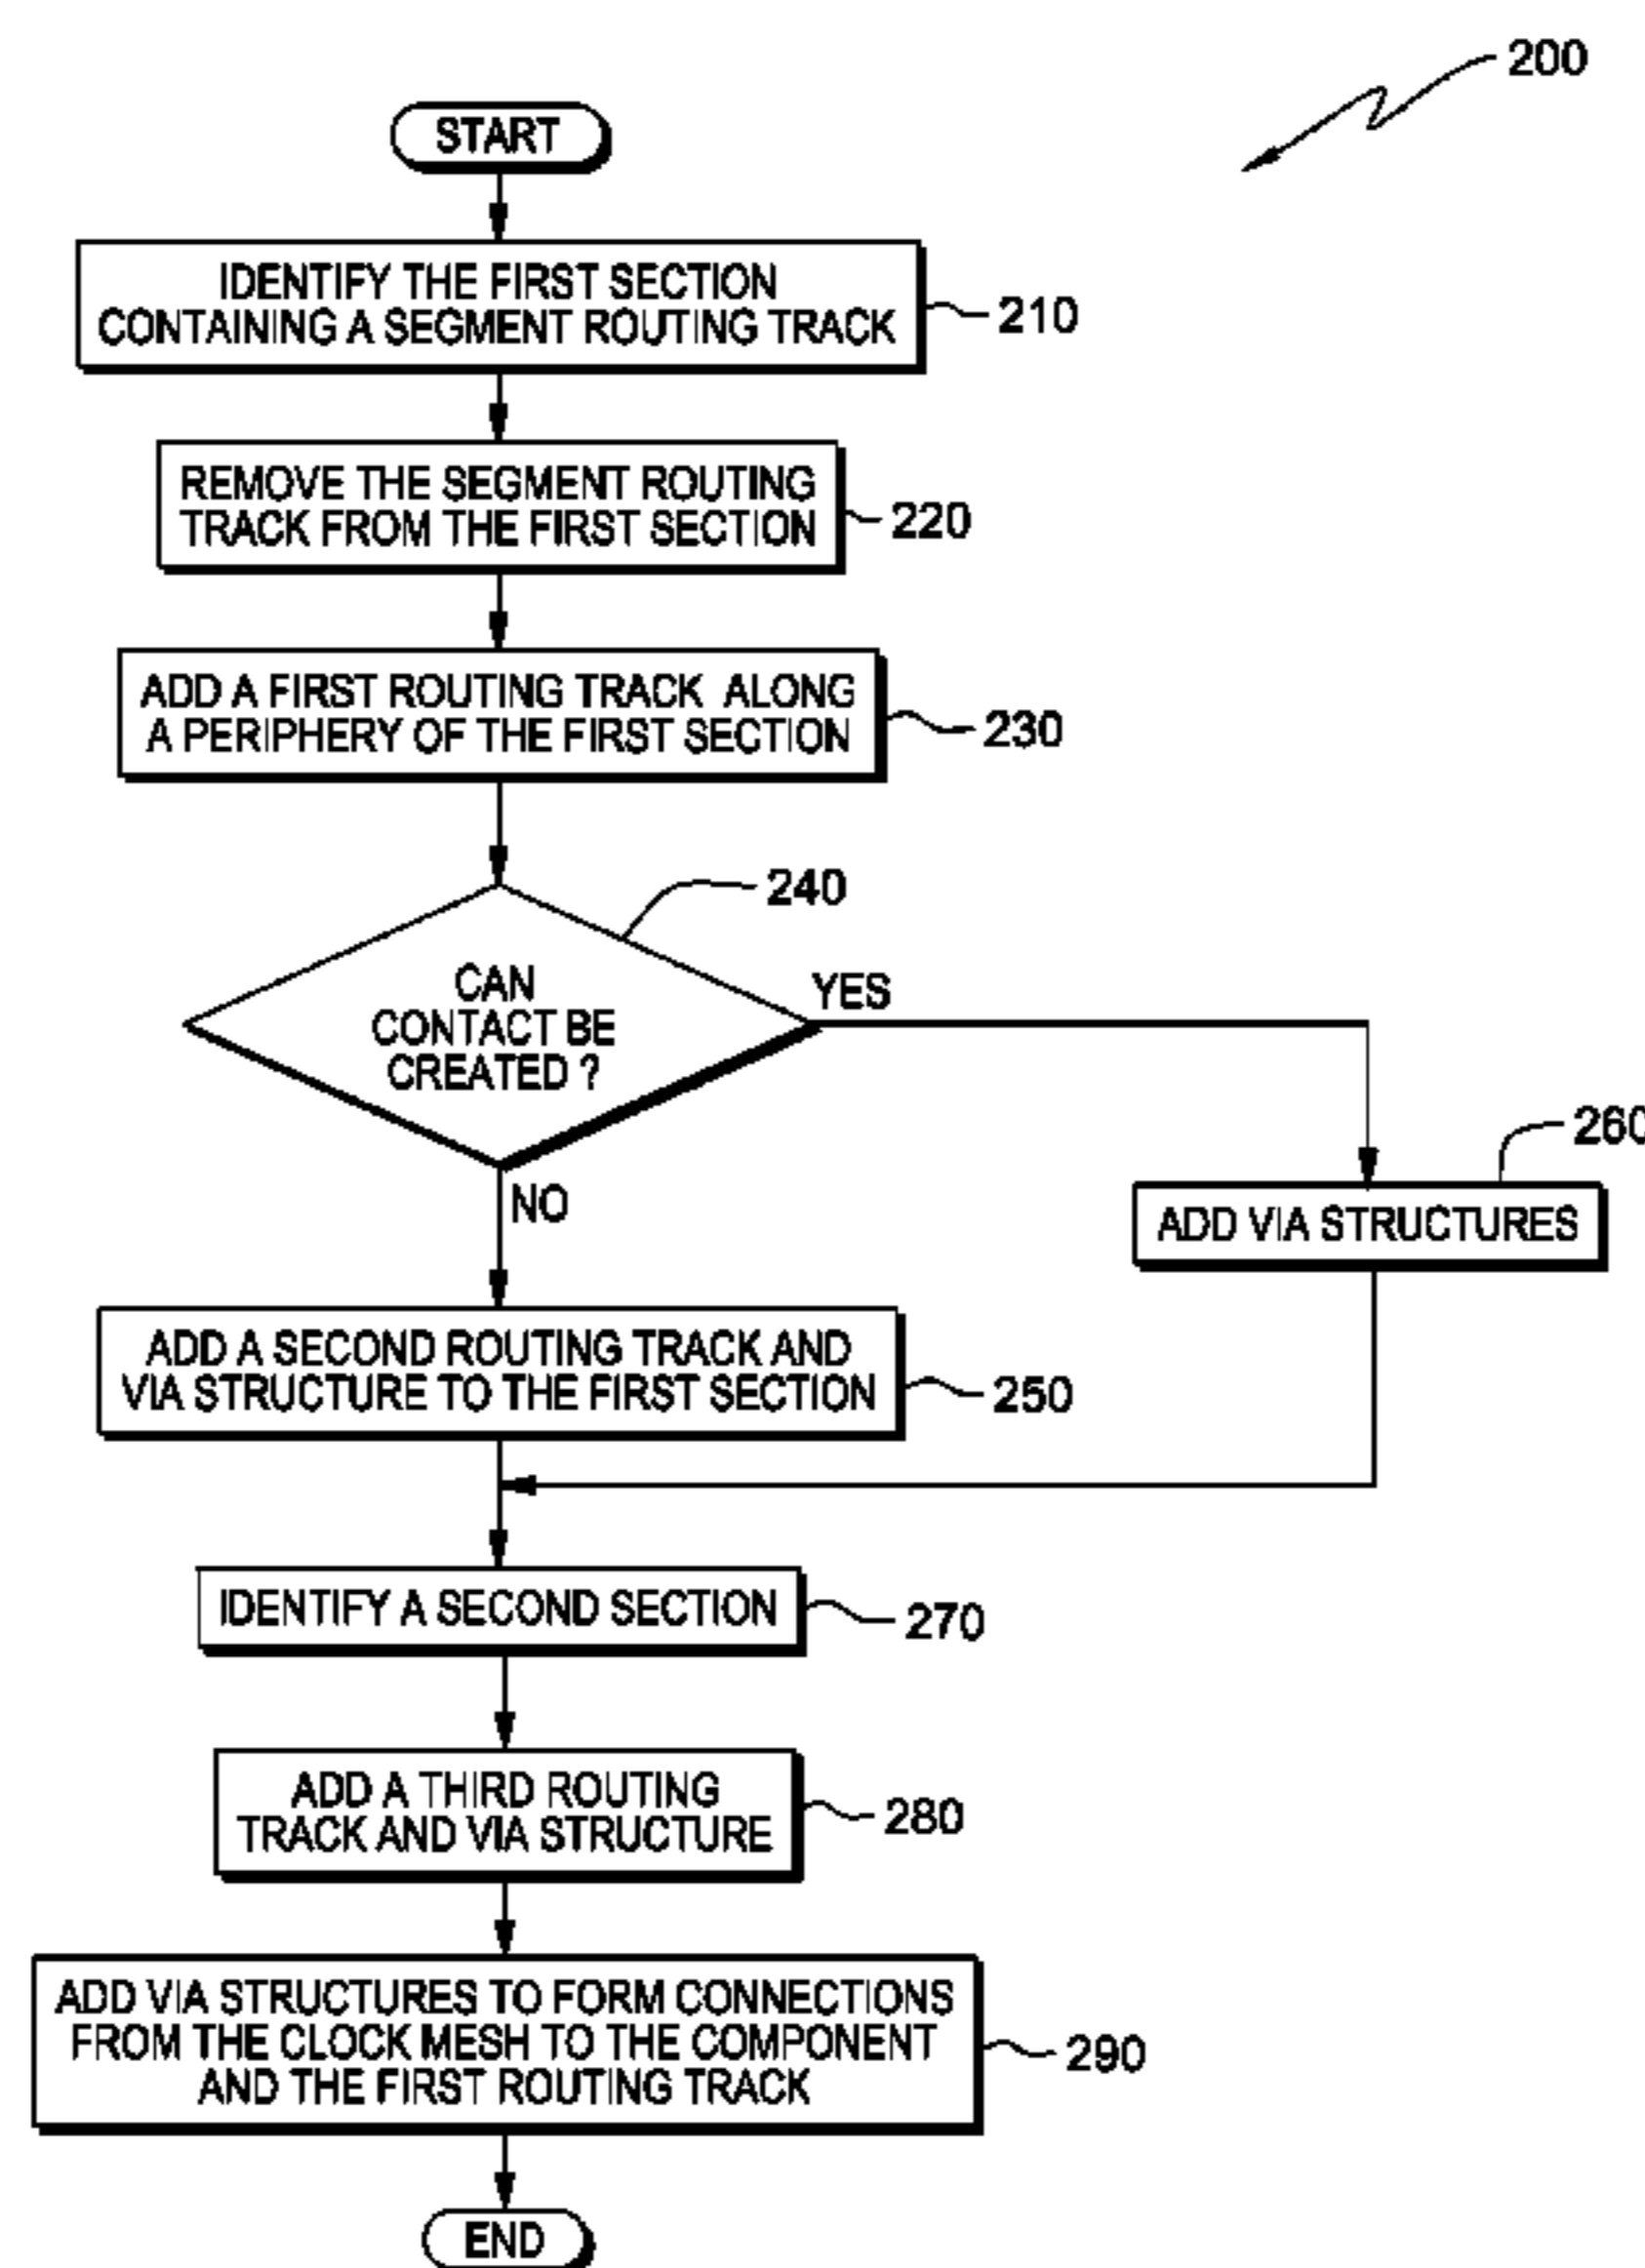 200
START
IDENTIFY THE FIRST SECTION
CONTAINING A SEGMENT ROUTING TRACK
210
REMOVE THE SEGMENT ROUTING
TRACK FROM THE FIRST SECTION
220
ADD A FIRST ROUTING TRACK ALONG
A PERIPHERY OF THE FIRST SECTION
230
240
CAN
CONTACT BE
CREATED ?
YES
NO
260
ADD VIA STRUCTURES
ADD A SECOND ROUTING TRACK AND
VIA STRUCTURE TO THE FIRST SECTION
250
IDENTIFY A SECOND SECTION
270
ADD A THIRD ROUTING
TRACK AND VIA STRUCTURE
280
ADD VIA STRUCTURES TO FORM CONNECTIONS
FROM THE CLOCK MESH TO THE COMPONENT
AND THE FIRST ROUTING TRACK
290
END